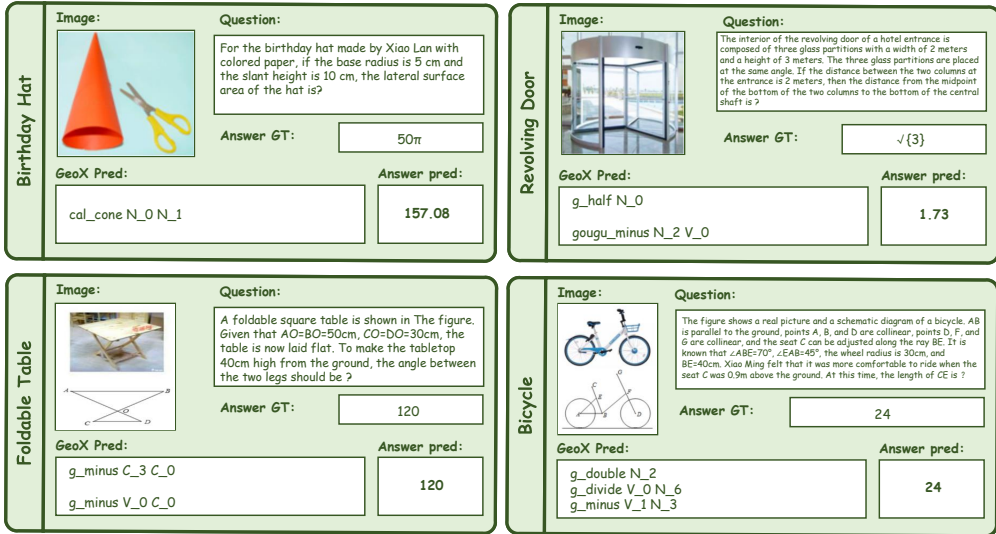 Birthday Hat
Image:
Question:
For the birthday hat made by Xiao Lan with
colored paper, if the base radius is 5 cm and
the slant height is 10 cm, the lateral surface
area of the hat is?
Answer GT:
50π
GeoX Pred:
Answer pred:
cal_cone N_0 N_1
157.08
Revolving Door
Image:
Question:
The interior of the revolving door of a hotel entrance is
composed of three glass partitions with a width of 2 meters
and a height of 3 meters. The three glass partitions are placed
at the same angle. If the distance between the two columns at
the entrance is 2 meters, then the distance from the midpoint
of the bottom of the two columns to the bottom of the central
shaft is ?
Answer GT:
√{3}
GeoX Pred:
Answer pred:
g_half N_0
gougu_minus N_2 V_0
1.73
Foldable Table
Image:
Question:
A foldable square table is shown in The figure.
Given that AO=BO=50cm, CO=DO=30cm, the
table is now laid flat. To make the tabletop
40cm high from the ground, the angle between
the two legs should be ?
A
B
O
C
D
Answer GT:
120
GeoX Pred:
Answer pred:
g_minus C_3 C_0
g_minus V_0 C_0
120
Bicycle
Image:
Question:
The figure shows a real picture and a schematic diagram of a bicycle. AB
is parallel to the ground, points A, B, and D are collinear, points D, F, and
G are collinear, and the seat C can be adjusted along the ray BE. It
is known that ∠ABE=70°, ∠EAB=45°, the wheel radius is 30cm, and
BE=40cm. Xiao Ming felt that it was more comfortable to ride when the
seat C was 0.9m above the ground. At this time, the length of CE is ?
C
E
F
A
B
D
Answer GT:
24
GeoX Pred:
Answer pred:
g_double N_2
g_divide V_0 N_6
g_minus V_1 N_3
24